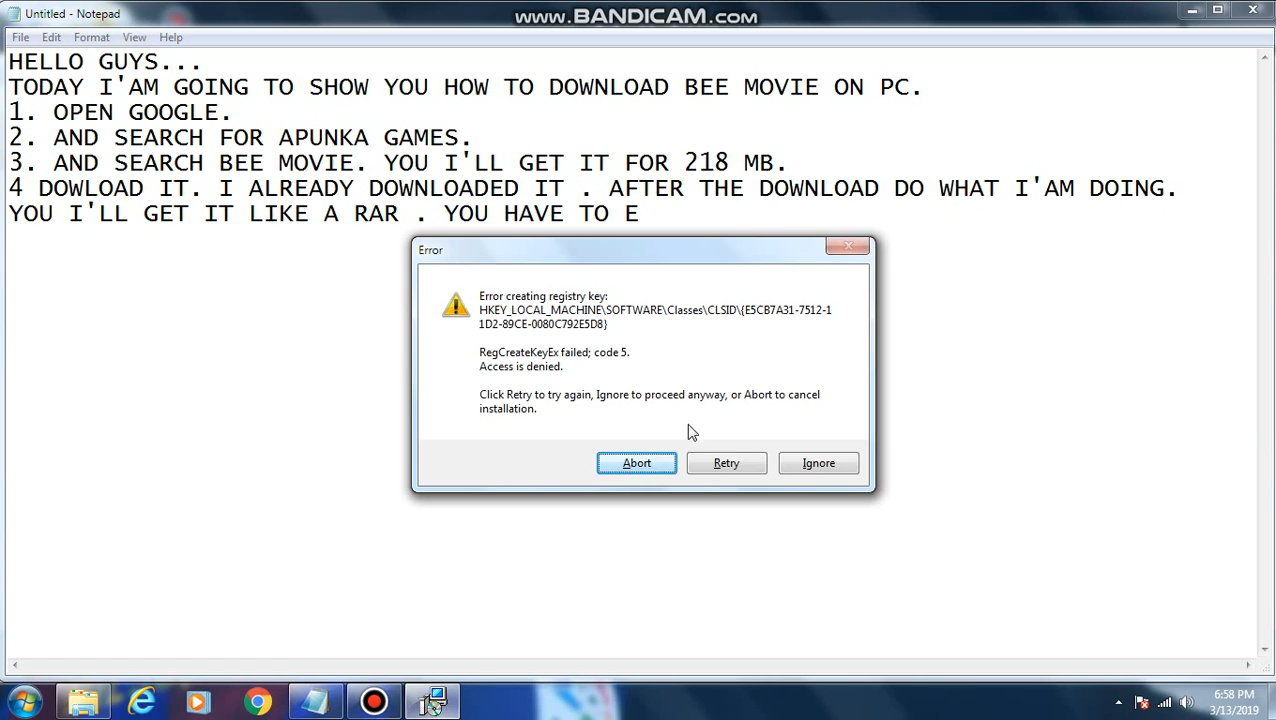 Untitled - Notepad
www.BANDICAM.com
File Edit Format View Help
HELLO GUYS...
TODAY I'AM GOING TO SHOW YOU HOW TO DOWNLOAD BEE MOVIE ON PC.
1. OPEN GOOGLE.
2. AND SEARCH FOR APUNKA GAMES.
3. AND SEARCH BEE MOVIE. YOU I'LL GET IT FOR 218 MB.
4 DOWLOAD IT. I ALREADY DOWNLOADED IT . AFTER THE DOWNLOAD DO WHAT I'AM DOING.
YOU I'LL GET IT LIKE A RAR . YOU HAVE TO E
Error
Error creating registry key:
HKEY_LOCAL_MACHINE\SOFTWARE\Classes\CLSID\{E5CB7A31-7512-1
1D2-89CE-0080C792E5D8}
RegCreateKeyEx failed; code 5.
Access is denied.
Click Retry to try again, Ignore to proceed anyway, or Abort to cancel
installation.
Abort Retry Ignore
6:58 PM
3/13/2019